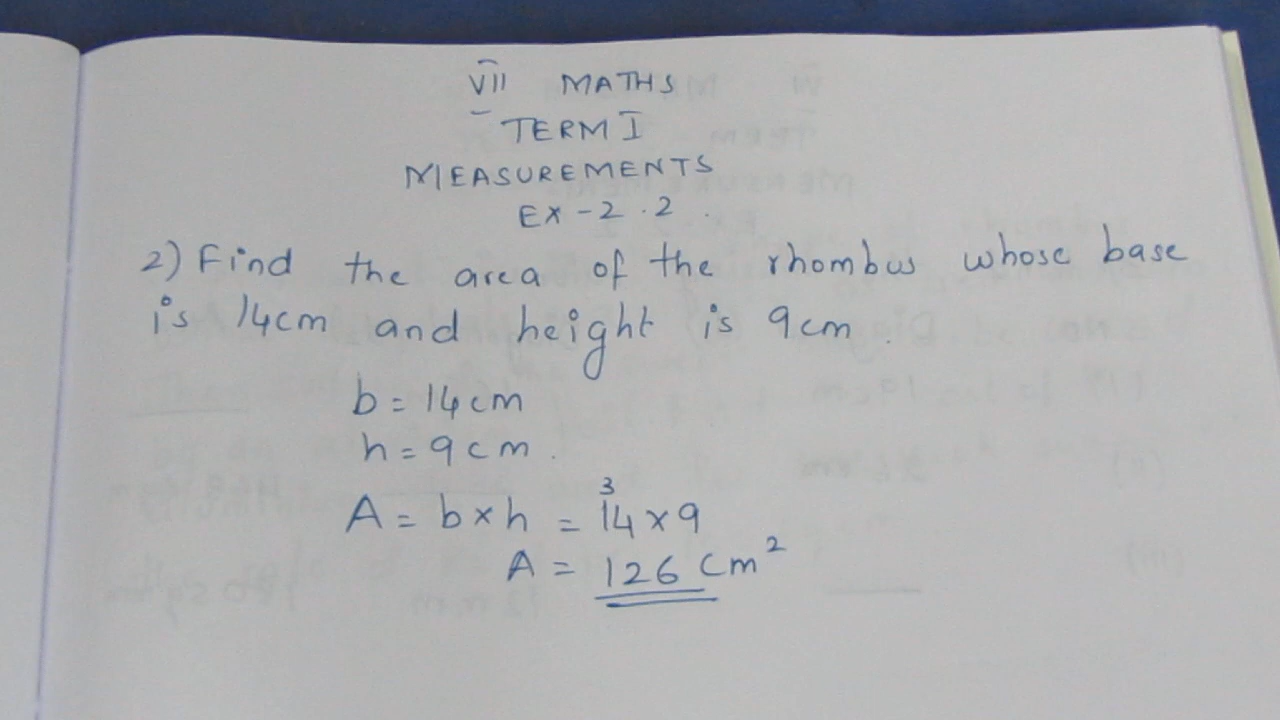 VII MATHS
TERM I
MEASUREMENTS
EX - 2.2.
2) Find the area of the rhombus whose base
is 14cm and height is 9cm.
b = 14cm
h = 9cm.
3
A = b×h = 14×9
A = 126 cm²